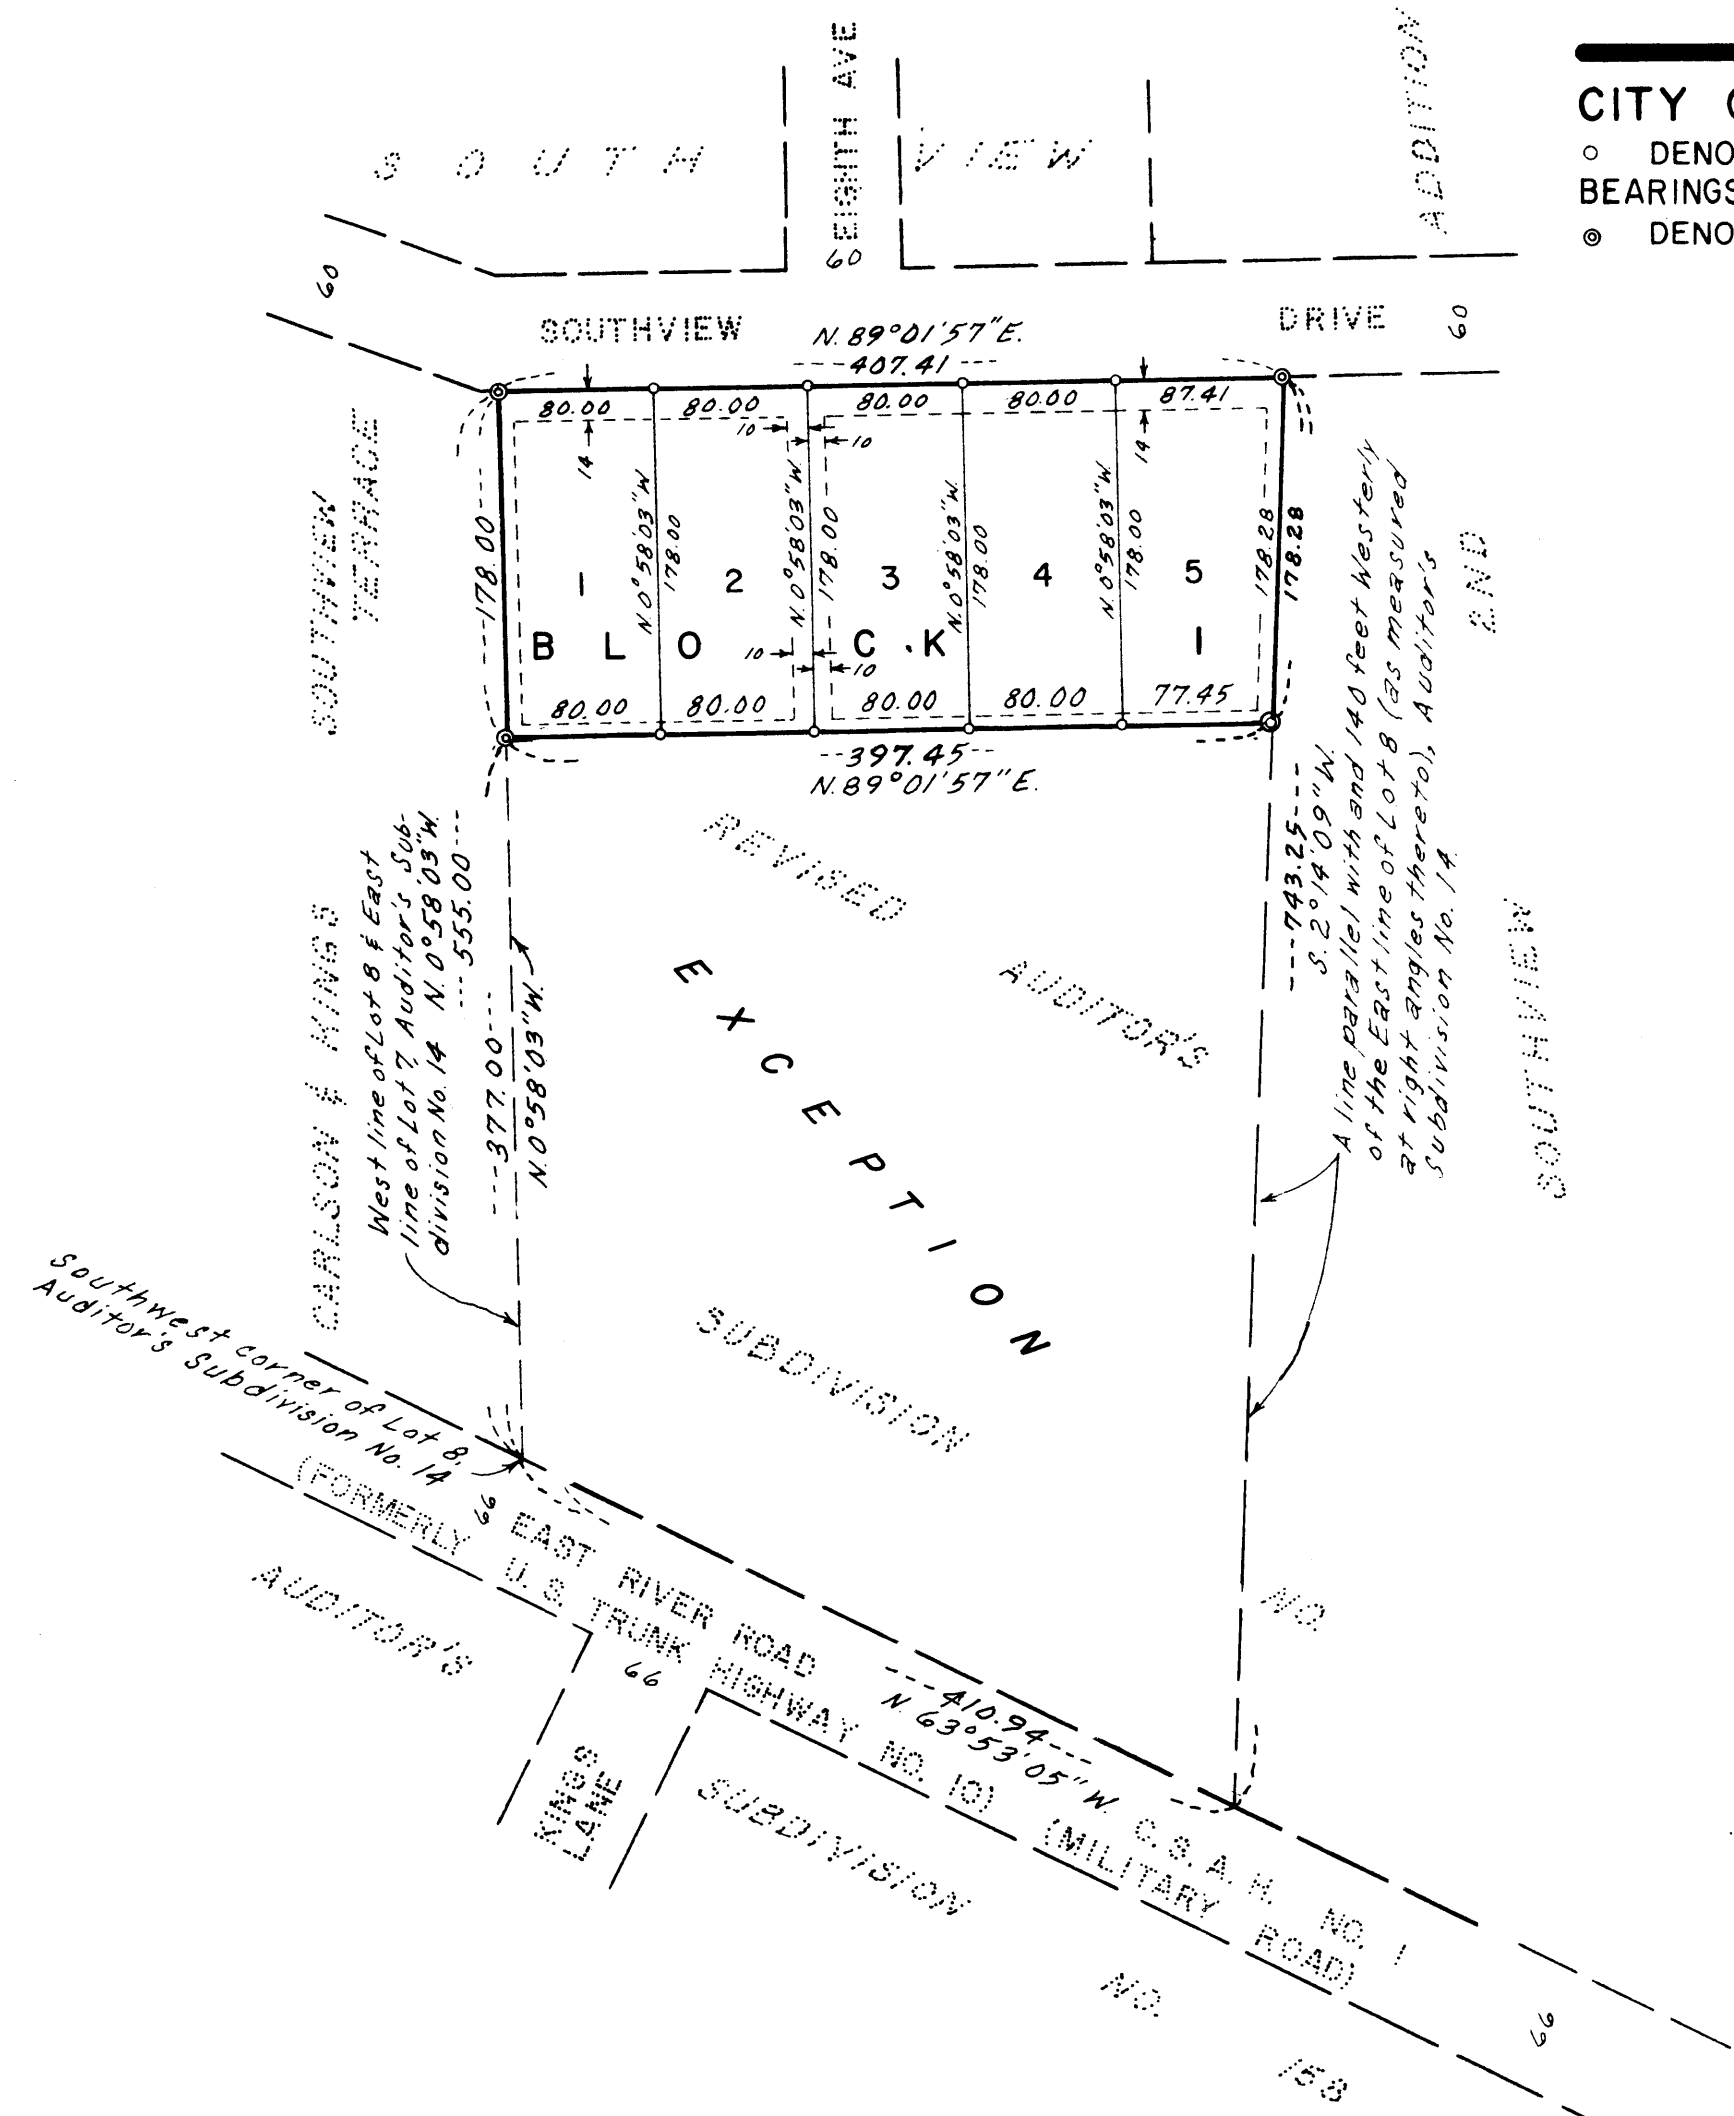 EIGHTH AVE
ADDITION
CITY
SOUTH VIEW
DENO
BEARINGS
DENO
60
60
SOUTHVIEW DRIVE
60
N. 89°01'57"E.
---407.41---
80.00 80.00 80.00 80.00 87.41
10 10
14 14
SOUTHVIEW
TERRACE
---178.00---
N.0°58'03"W.
178.00
N.0°58'03"W.
178.00
N.0°58'03"W.
178.00
N.0°58'03"W.
178.00
178.28
178.28
1 2 3 4 5
BLOCK 1
10 10
80.00 80.00 80.00 80.00 77.45
---397.45---
N.89°01'57"E.
2ND
A line parallel with and 140 feet Westerly
of the East line of Lot 8 (as measured
at right angles thereto), Auditor's
Subdivision No. 14.
---743.25---
S. 2°14'09"W.
SOUTHVIEW
CARLSON & KINGS
West line of Lot 8 & East
line of Lot 7, Auditor's Sub-
division No. 14 N.0°58'03"W.
---555.00---
---377.00---
N.0°58'03"W.
REVISED
AUDITOR'S
EXCEPTION
SUBDIVISION
NO.
Southwest corner of Lot 8,
Auditor's Subdivision No. 14
66
EAST RIVER ROAD
(FORMERLY U.S. TRUNK HIGHWAY NO. 10)
66
---410.94---
N. 63°53'05"W.
C. S. A. H. NO. 1
(MILITARY ROAD)
66
KINGS
LANE
AUDITOR'S
SUBDIVISION
NO.
158